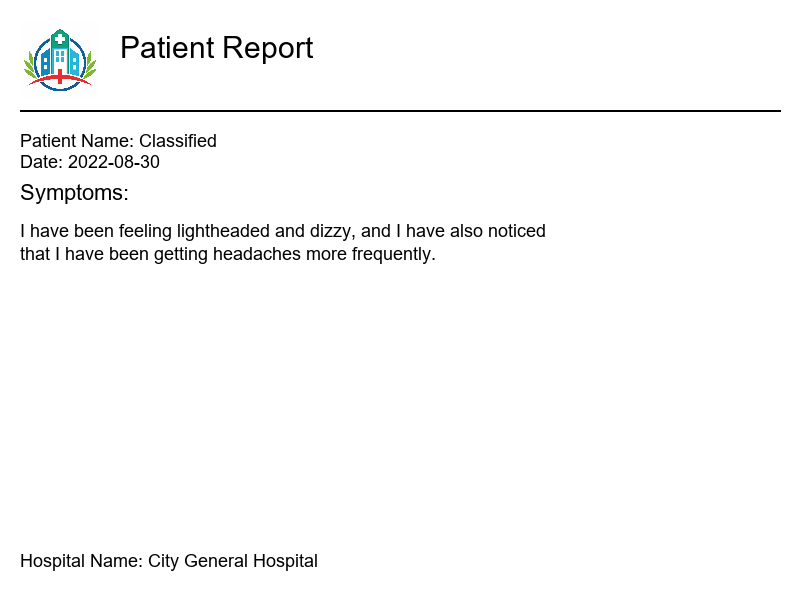 Patient Report
Patient Name: Classified
Date: 2022-08-30
Symptoms:
I have been feeling lightheaded and dizzy, and I have also noticed
that I have been getting headaches more frequently.
Hospital Name: City General Hospital